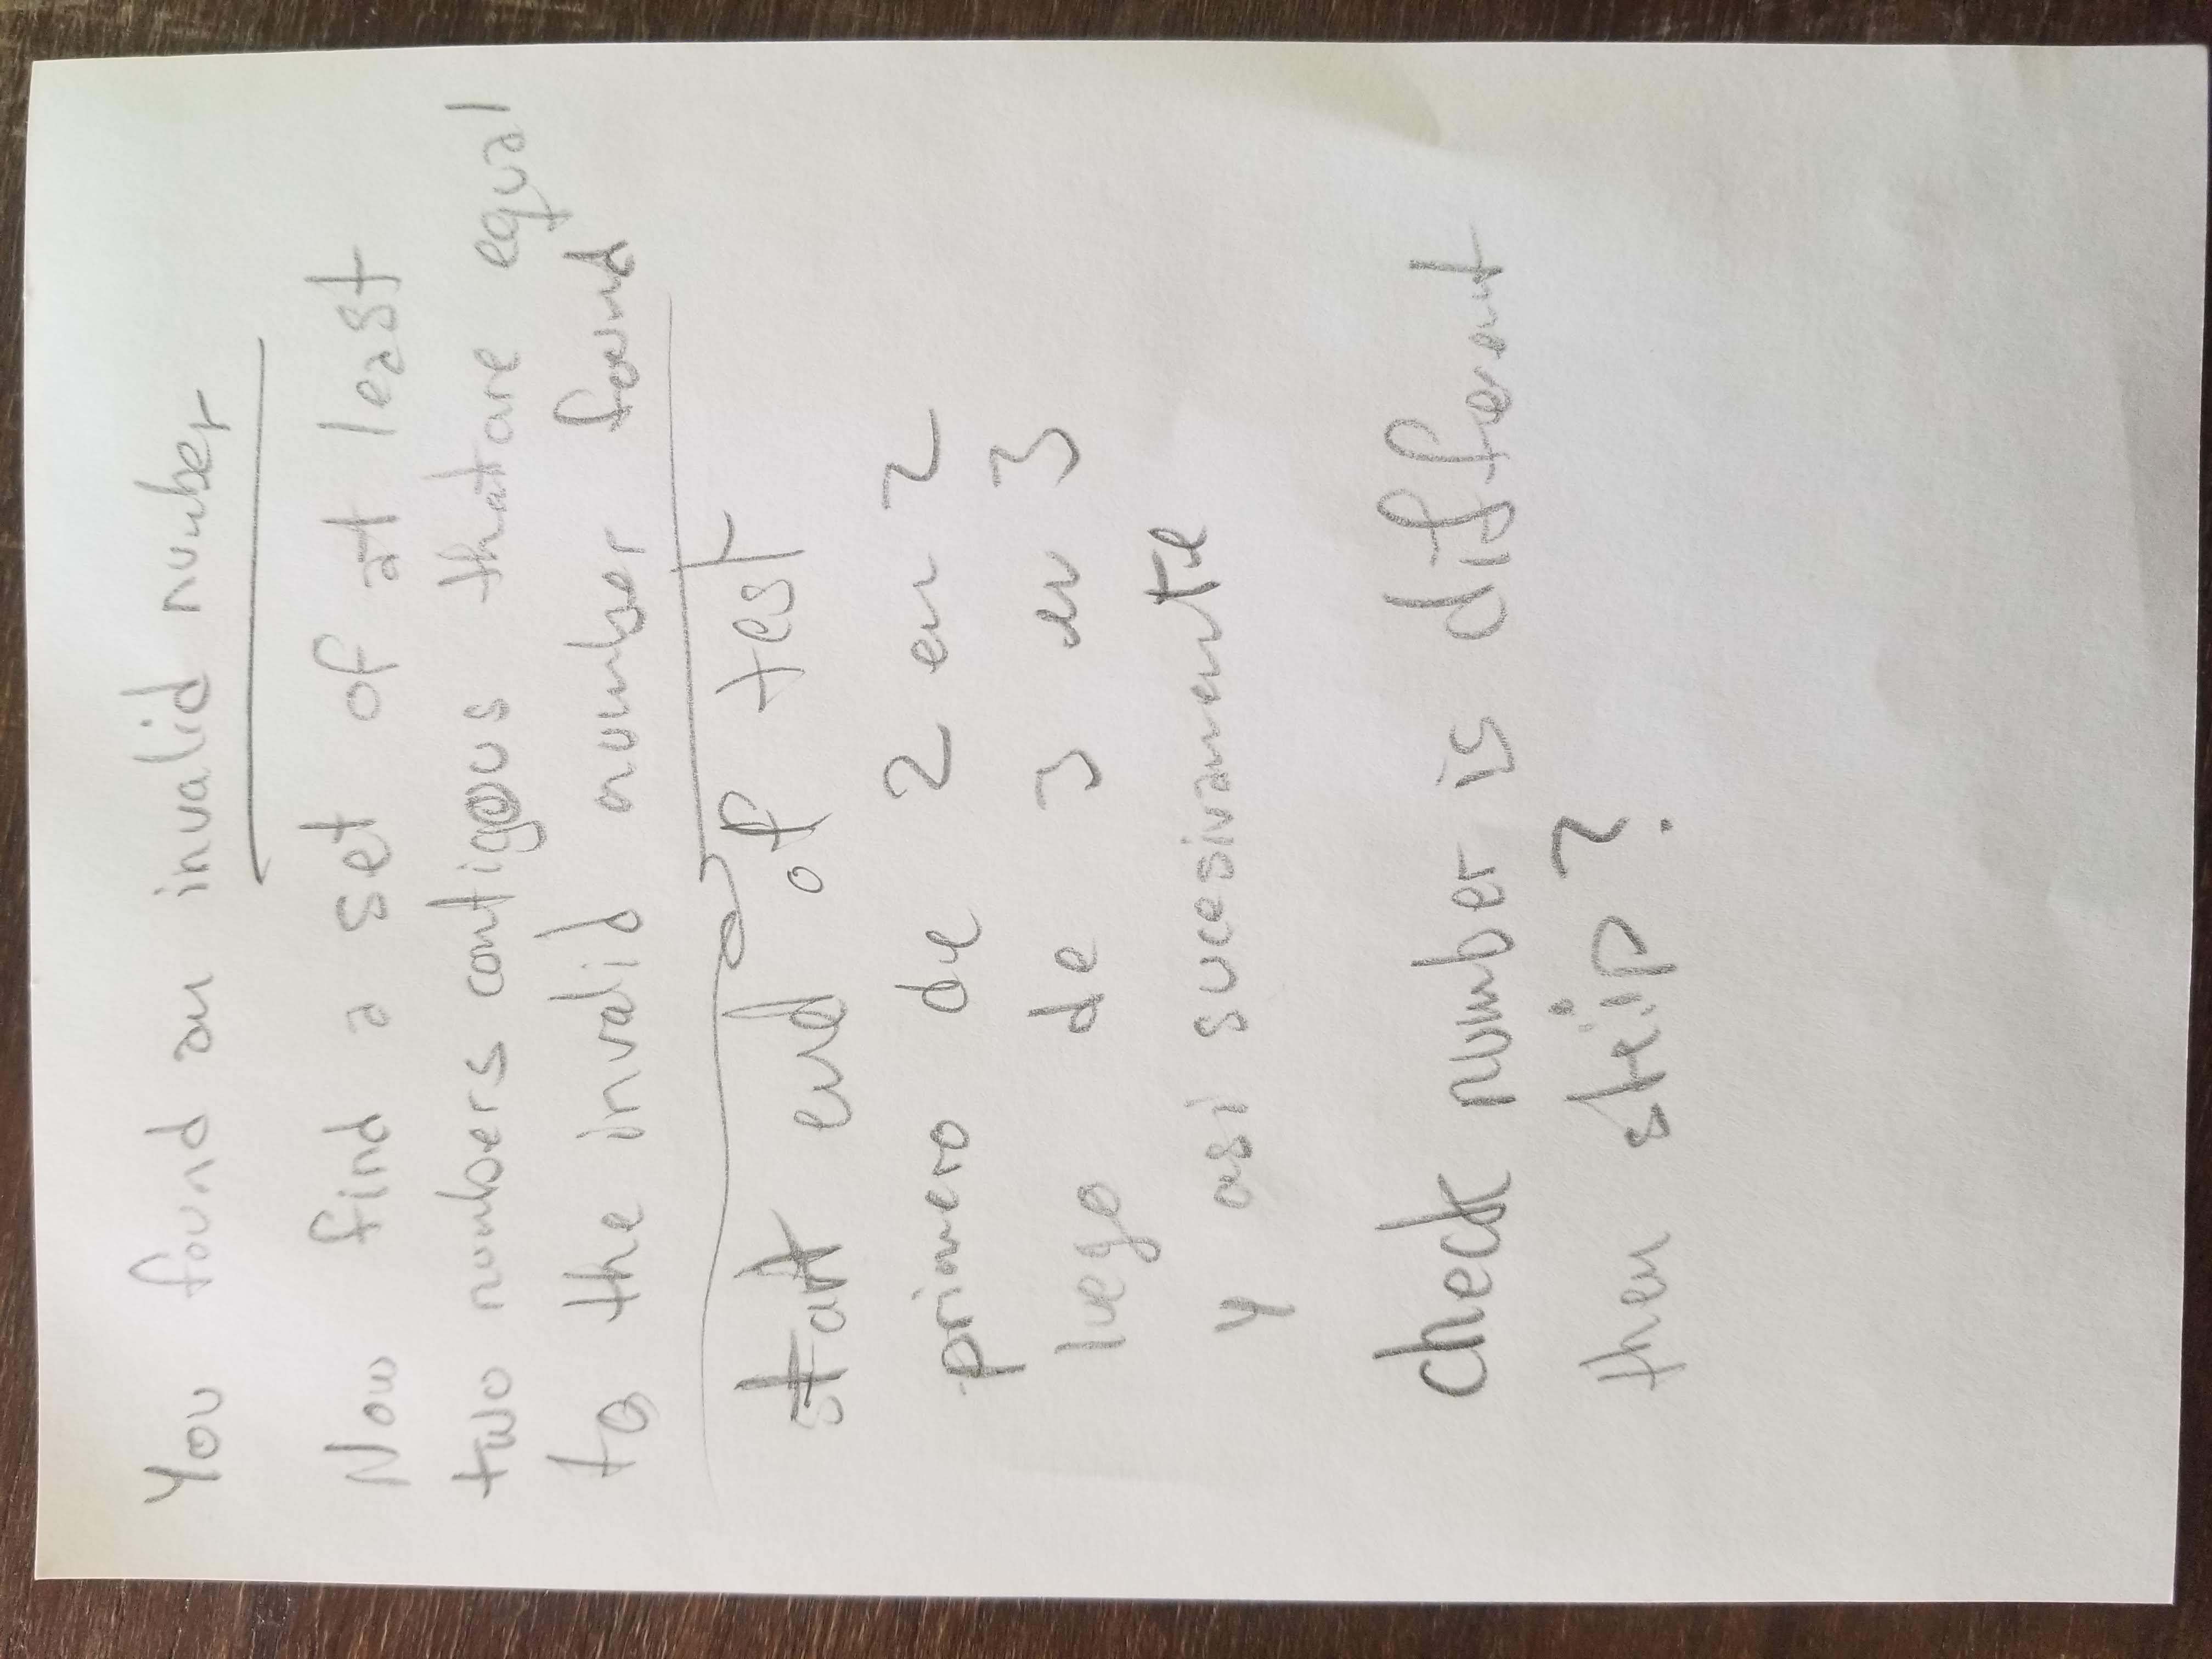 You found an invalid number
Now find a set of at least
two numbers contigous that are equal
to the invalid number found
start end of test
primero de 2 en 2
luego de 3 en 3
y asi sucesivamente
check number is different
then ?